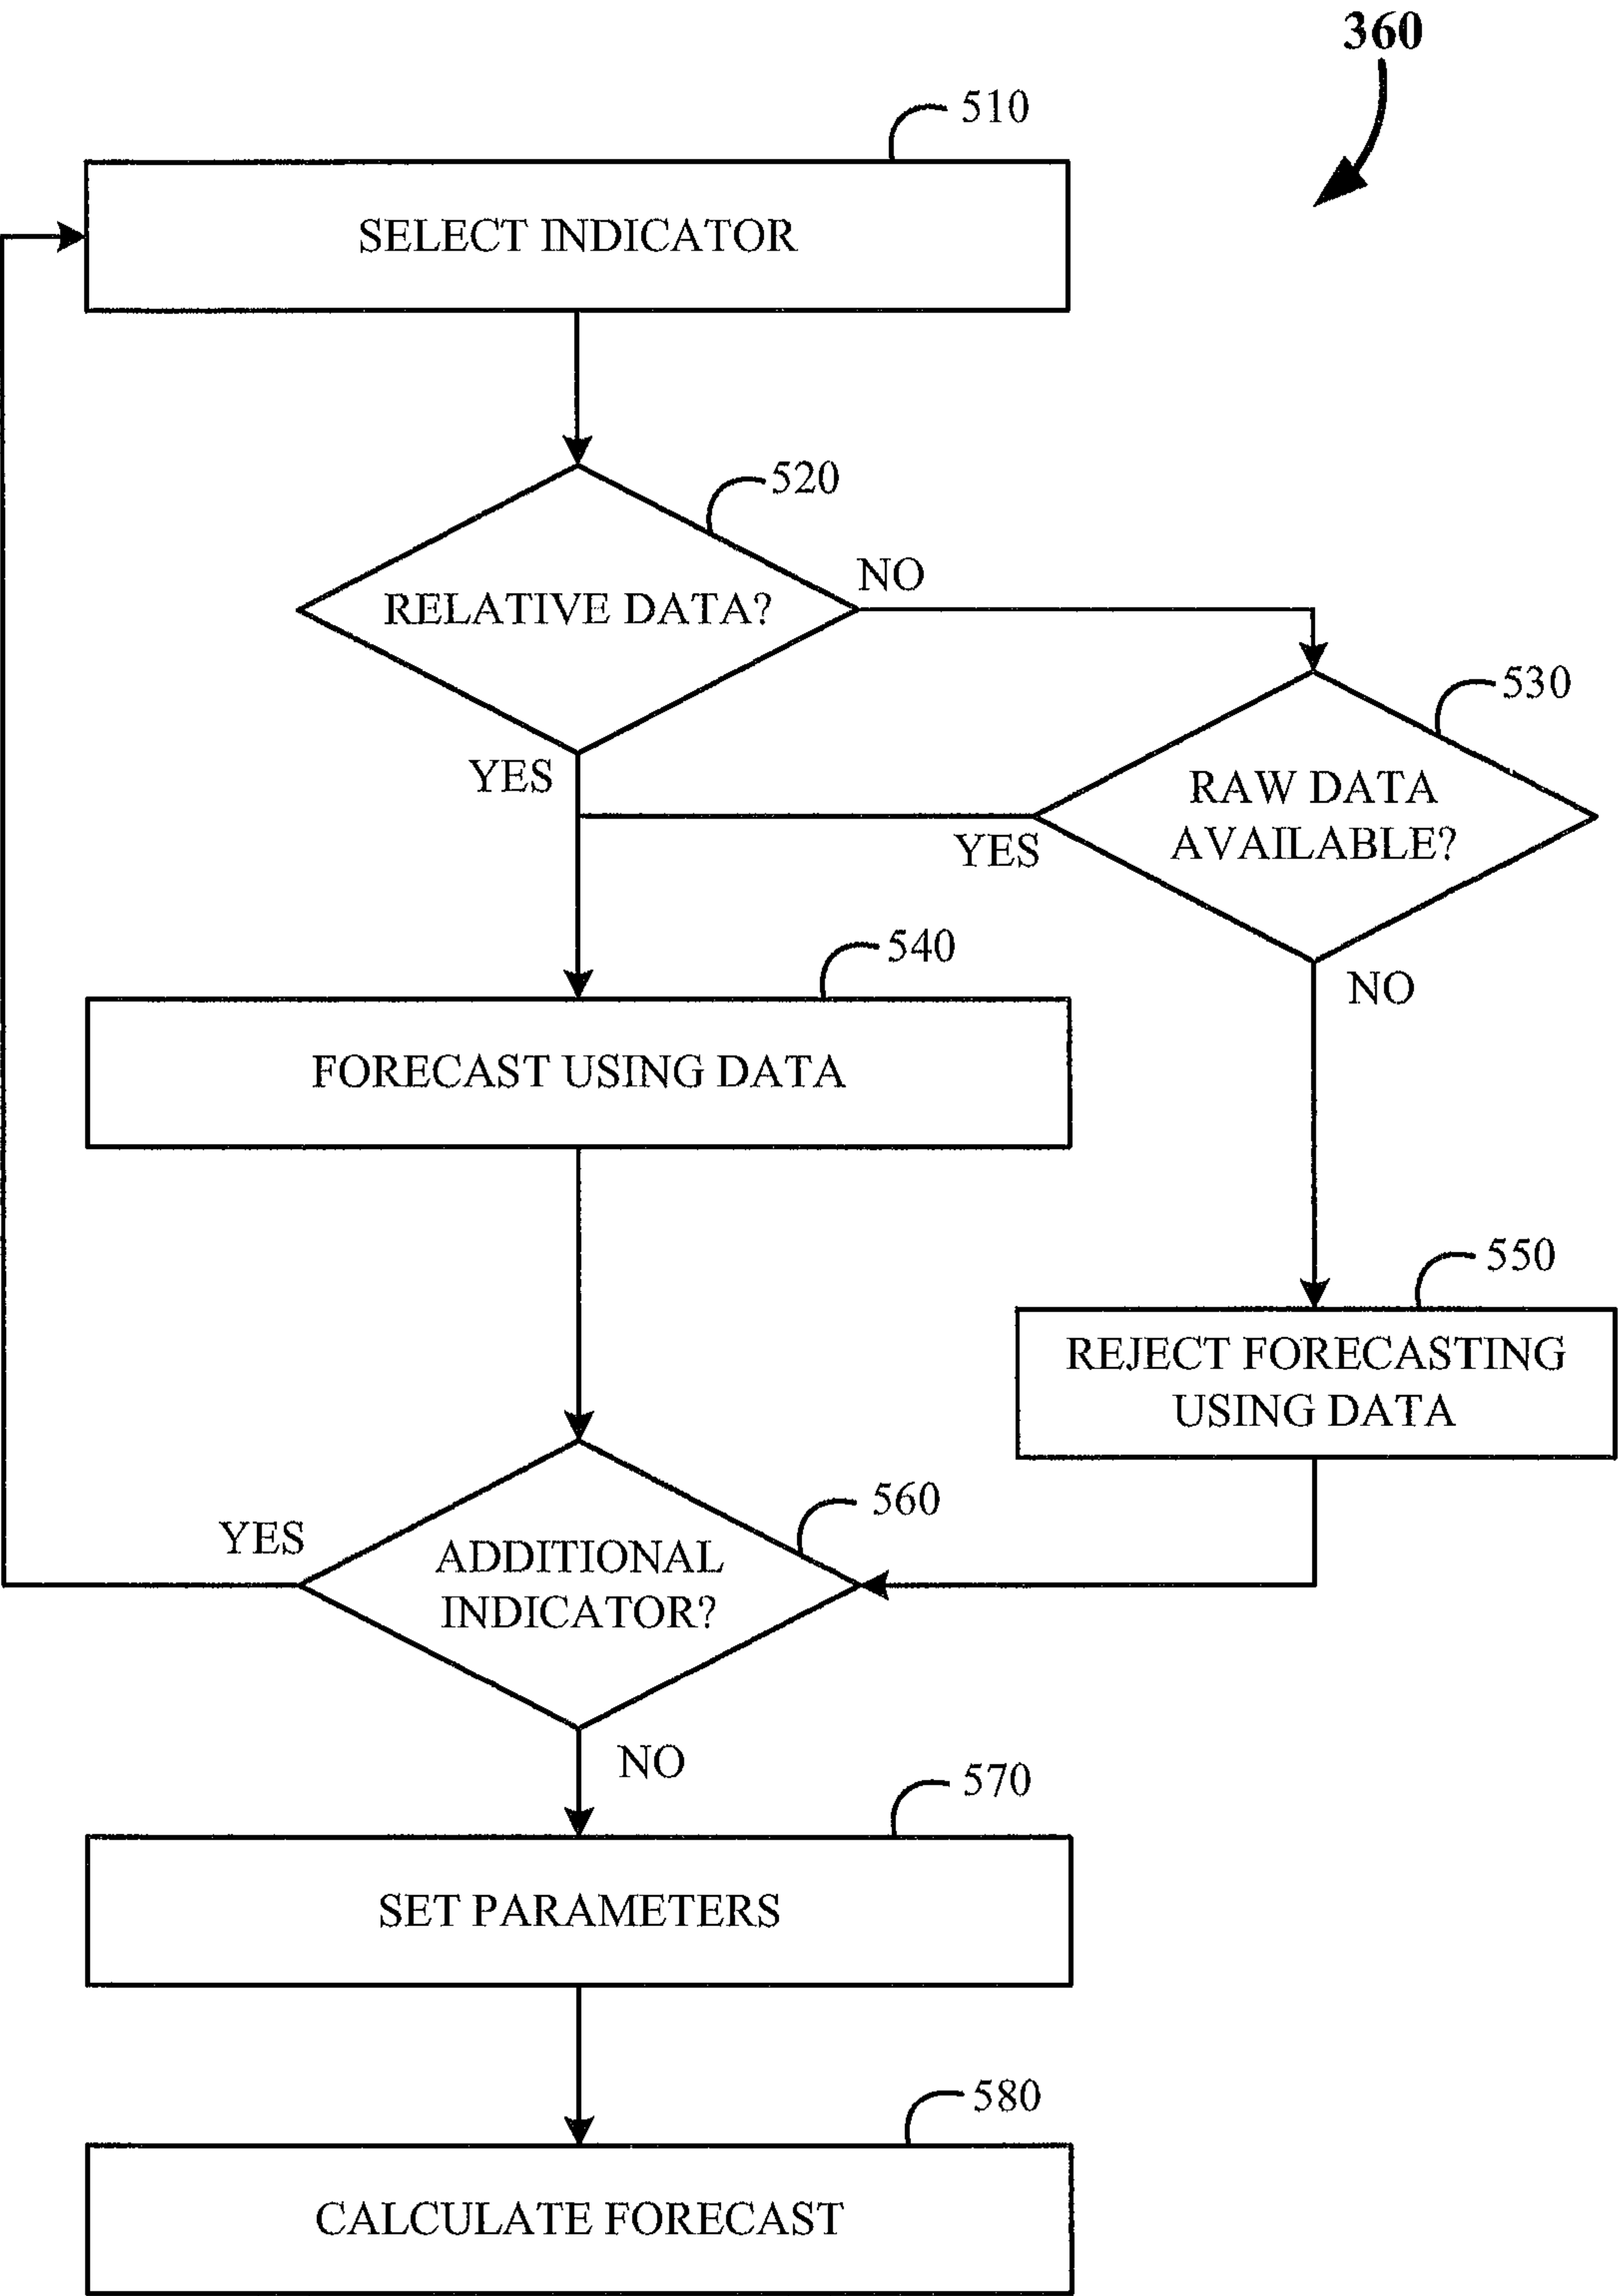 360
510
SELECT INDICATOR
520
NO
RELATIVE DATA?
530
YES
RAW DATA
AVAILABLE?
YES
540
NO
FORECAST USING DATA
550
REJECT FORECASTING
USING DATA
560
YES
ADDITIONAL
INDICATOR?
NO
570
SET PARAMETERS
580
CALCULATE FORECAST